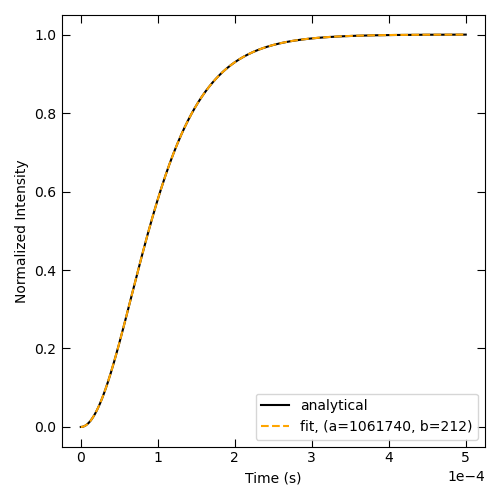 1.0
0.8
0.6
0.4
0.2
0.0
Normalized Intensity
analytical
fit, (a=1061740, b=212)
0 1 2 3 4 5
1e−4
Time (s)